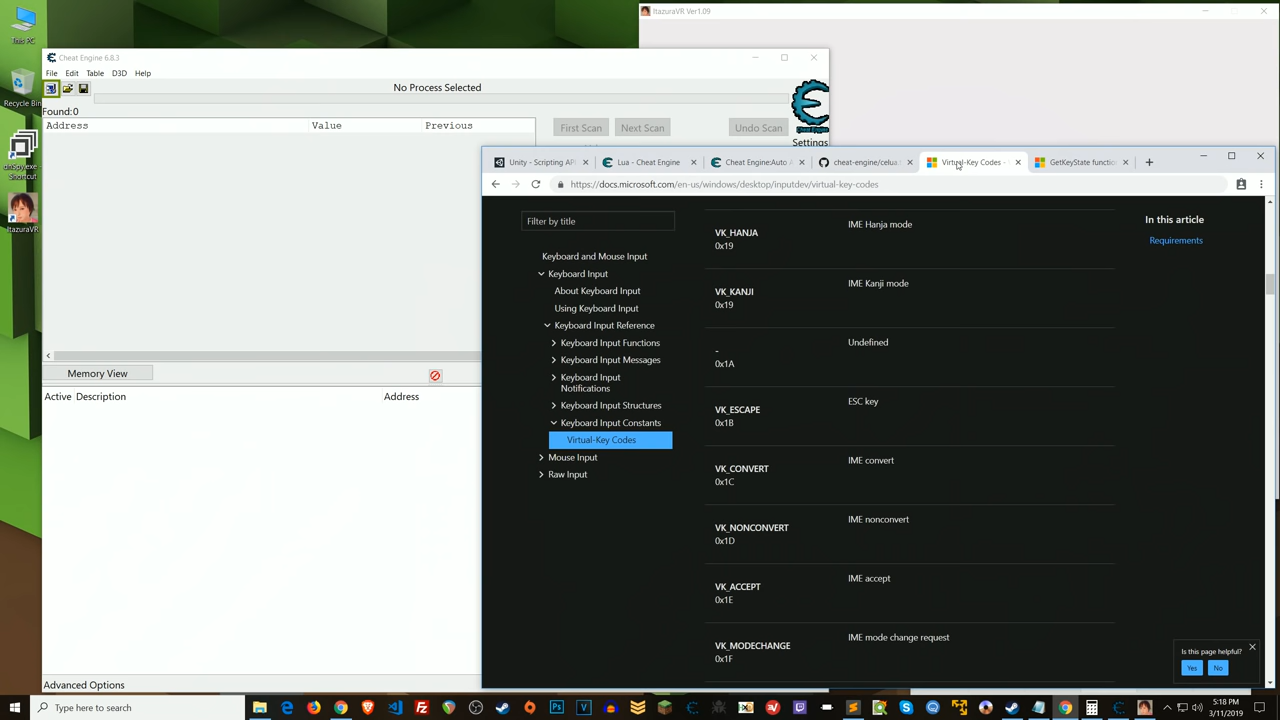 This PC
Recycle Bin
dnSpy.exe
Shortcut
ItazuraVR
ItazuraVR Ver1.09
Cheat Engine 6.8.3
File Edit Table D3D Help
No Process Selected
Found:0
Address Value Previous
First Scan Next Scan Undo Scan
Cheat Engine
Settings
Memory View
Active Description Address
Advanced Options
Unity - Scripting API
Lua - Cheat Engine
Cheat Engine:Auto A
cheat-engine/celua.
Virtual-Key Codes -
GetKeyState functio
https://docs.microsoft.com/en-us/windows/desktop/inputdev/virtual-key-codes
Filter by title
Keyboard and Mouse Input
Keyboard Input
About Keyboard Input
Using Keyboard Input
Keyboard Input Reference
Keyboard Input Functions
Keyboard Input Messages
Keyboard Input
Notifications
Keyboard Input Structures
Keyboard Input Constants
Virtual-Key Codes
Mouse Input
Raw Input
VK_HANJA
0x19
IME Hanja mode
VK_KANJI
0x19
IME Kanji mode
-
0x1A
Undefined
VK_ESCAPE
0x1B
ESC key
VK_CONVERT
0x1C
IME convert
VK_NONCONVERT
0x1D
IME nonconvert
VK_ACCEPT
0x1E
IME accept
VK_MODECHANGE
0x1F
IME mode change request
In this article
Requirements
Is this page helpful?
Yes No
Type here to search
5:18 PM
3/11/2019